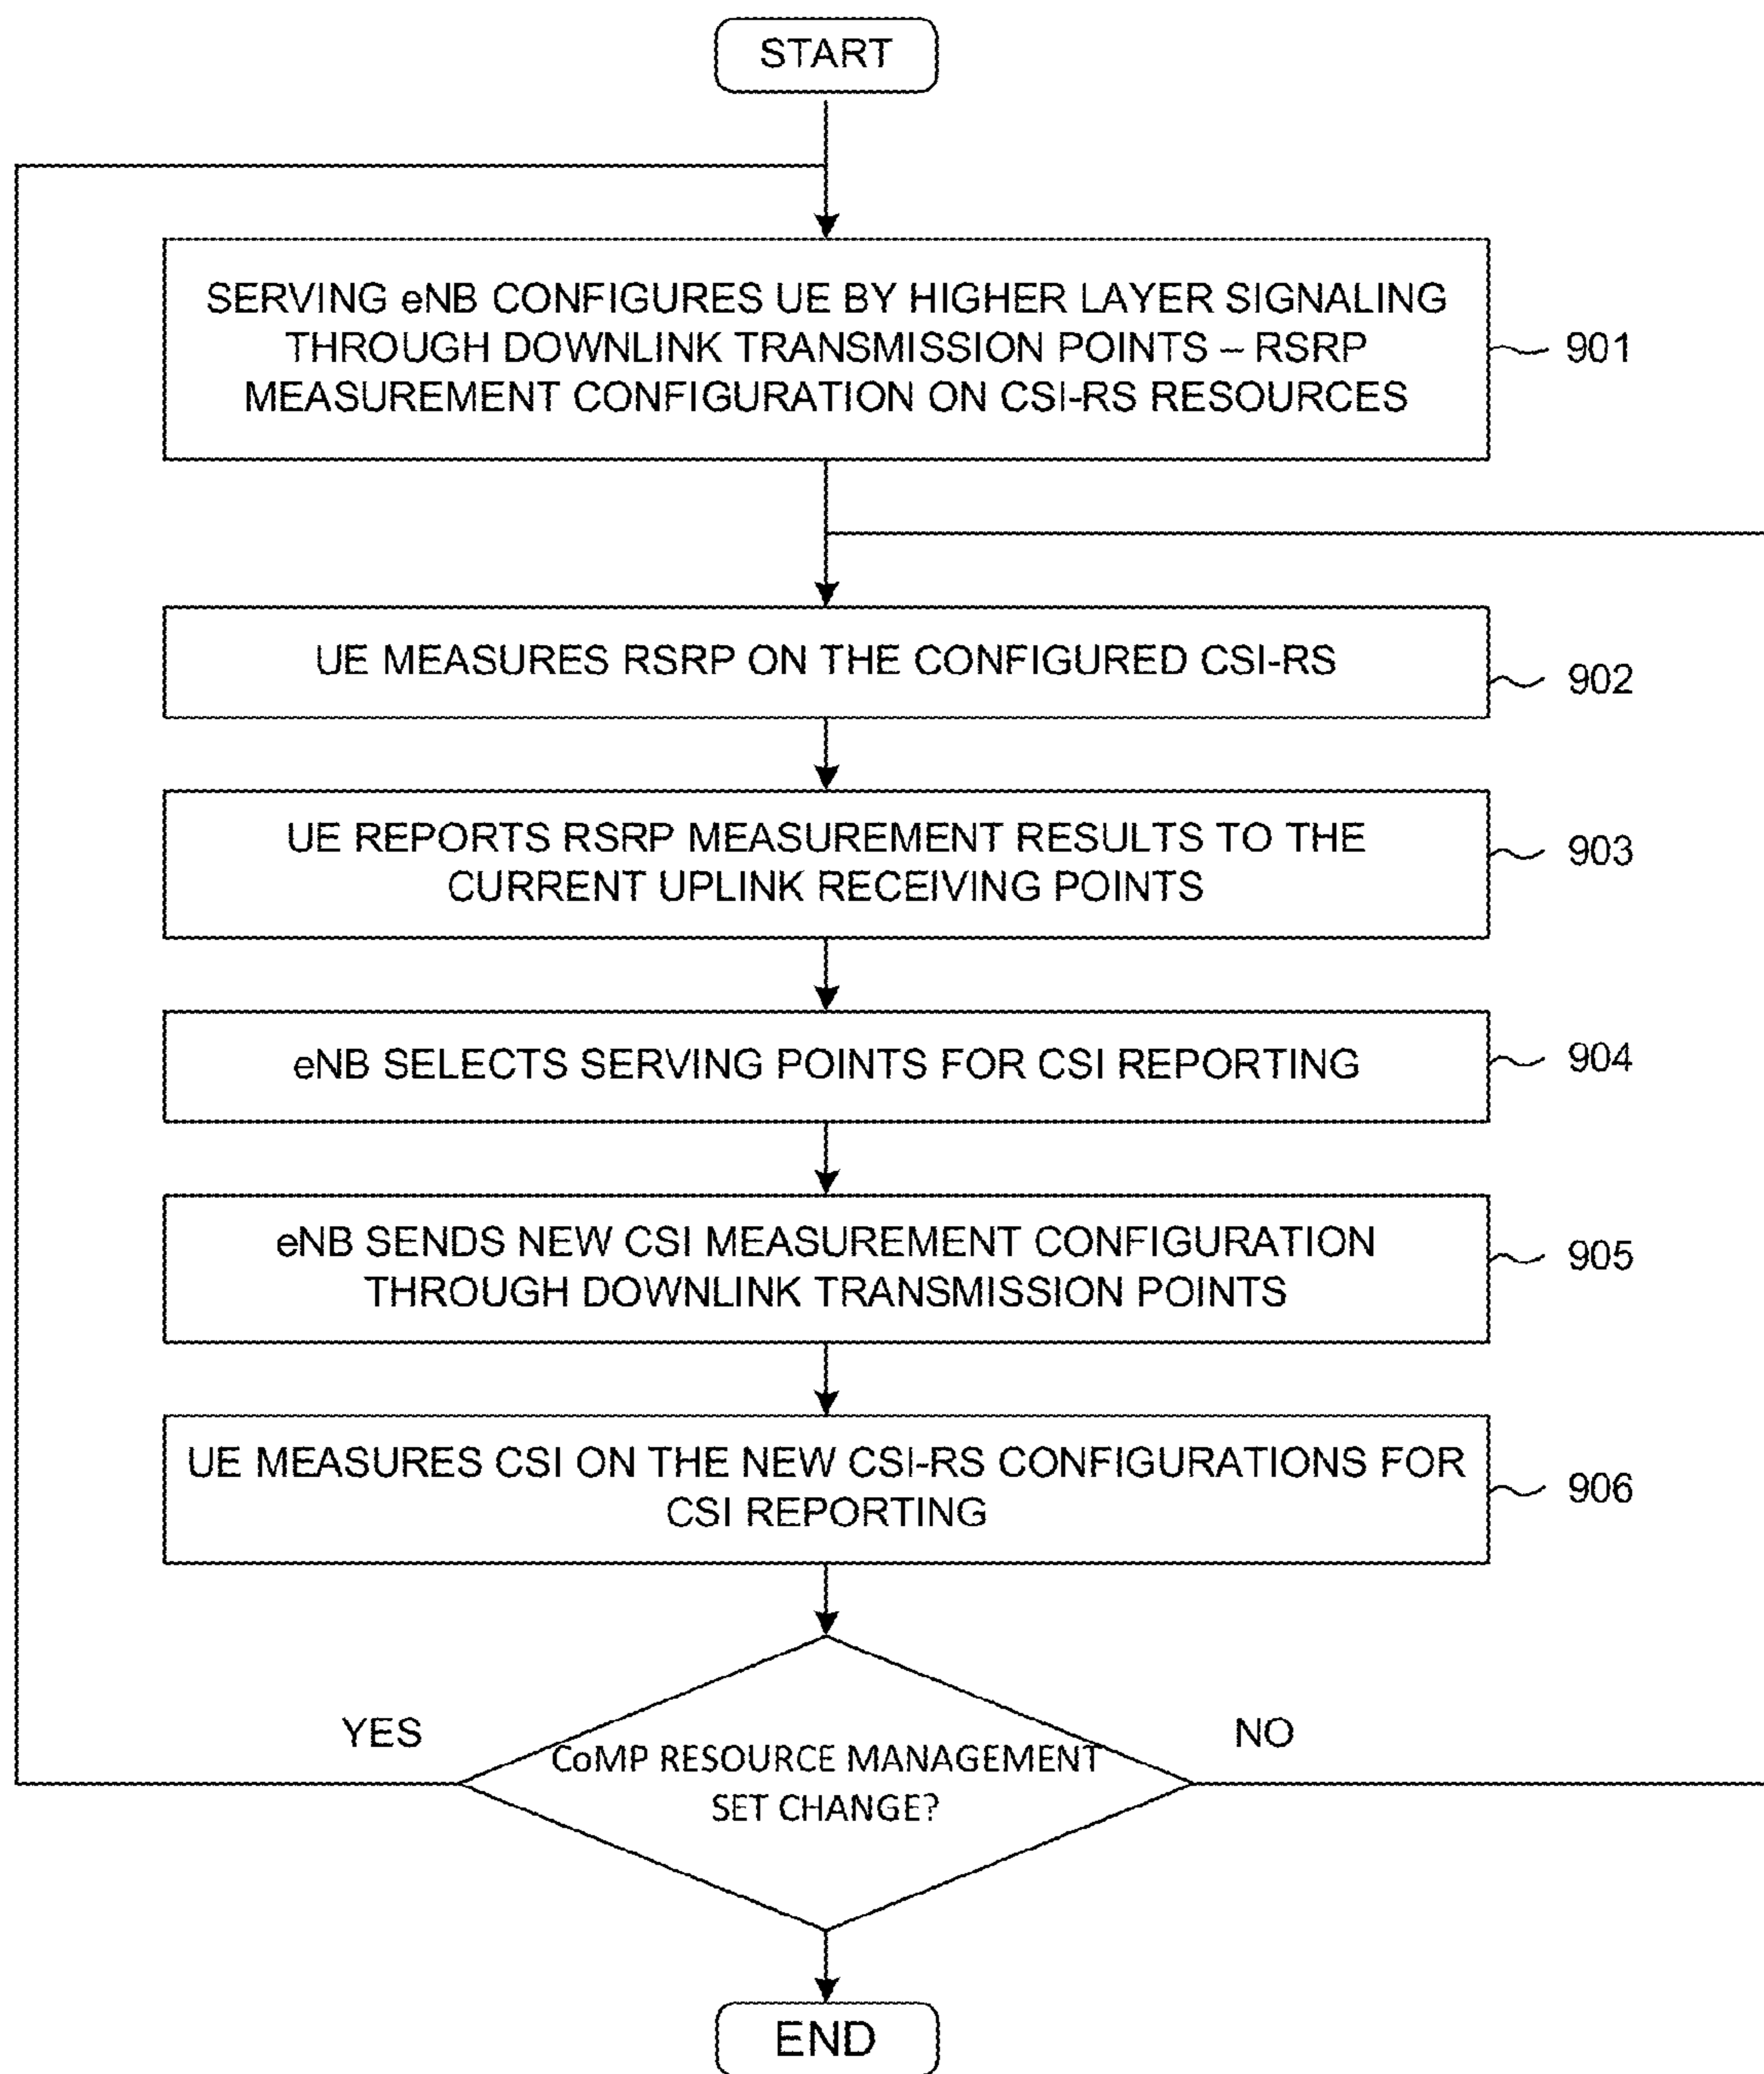 START
SERVING eNB CONFIGURES UE BY HIGHER LAYER SIGNALING
THROUGH DOWNLINK TRANSMISSION POINTS – RSRP
MEASUREMENT CONFIGURATION ON CSI-RS RESOURCES
901
UE MEASURES RSRP ON THE CONFIGURED CSI-RS
902
UE REPORTS RSRP MEASUREMENT RESULTS TO THE
CURRENT UPLINK RECEIVING POINTS
903
eNB SELECTS SERVING POINTS FOR CSI REPORTING
904
eNB SENDS NEW CSI MEASUREMENT CONFIGURATION
THROUGH DOWNLINK TRANSMISSION POINTS
905
UE MEASURES CSI ON THE NEW CSI-RS CONFIGURATIONS FOR
CSI REPORTING
906
YES
NO
CoMP RESOURCE MANAGEMENT
SET CHANGE?
END